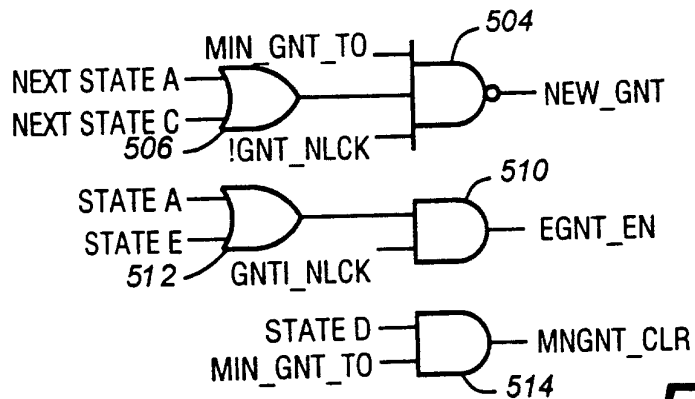 504
MIN_GNT_TO
NEXT STATE A
NEW_GNT
NEXT STATE C
506
!GNT_NLCK
510
STATE A
EGNT_EN
STATE E
512
GNTI_NLCK
STATE D
MNGNT_CLR
MIN_GNT_TO
514